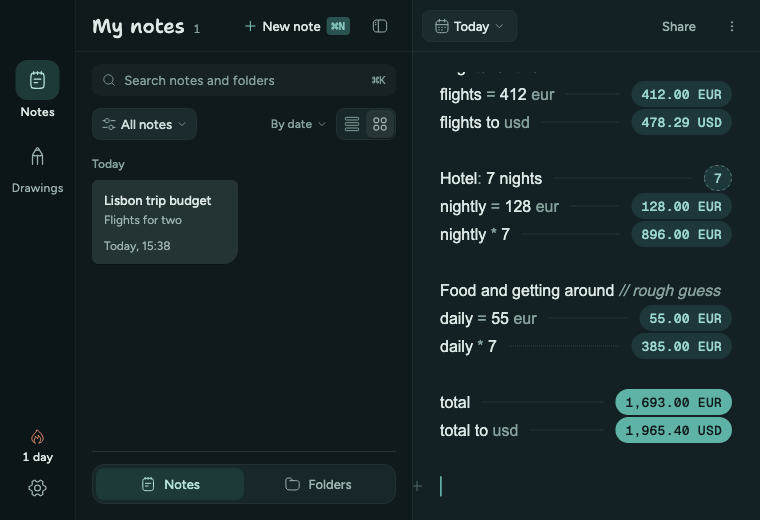 My notes 1
+ New note ⌘N
Search notes and folders ⌘K
All notes
By date
Today
Lisbon trip budget
Flights for two
Today, 15:38
Notes
Drawings
1 day
Notes
Folders
Today
Share
flights = 412 eur 412.00 EUR
flights to usd 478.29 USD
Hotel: 7 nights 7
nightly = 128 eur 128.00 EUR
nightly * 7 896.00 EUR
Food and getting around // rough guess
daily = 55 eur 55.00 EUR
daily * 7 385.00 EUR
total 1,693.00 EUR
total to usd 1,965.40 USD